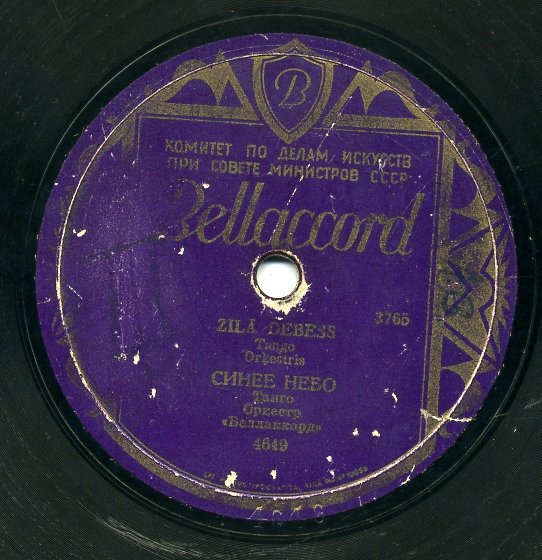 B
КОМИТЕТ ПО ДЕЛАМ ИСКУССТВ
ПРИ СОВЕТЕ МИНИСТРОВ СССР
Bellaccord
3765
ZILĀ DEBESS
Tango
Orķestris
СИНЕЕ НЕБО
Танго
Оркестр
«Беллаккорд»
4649